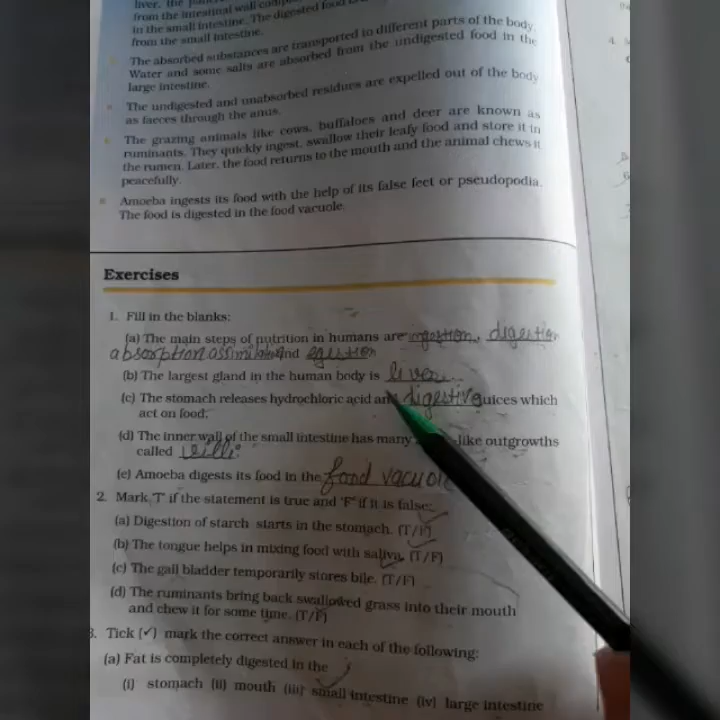 liver, the
from the intestinal wall
in the small intestine. The digested food
from the small intestine.
The absorbed substances are transported to different parts of the body.
Water and some salts are absorbed from the undigested food in the
large intestine.
The undigested and unabsorbed residues are expelled out of the body
as faeces through the anus.
The grazing animals like cows, buffaloes and deer are known as
ruminants. They quickly ingest, swallow their leafy food and store it in
the rumen. Later, the food returns to the mouth and the animal chews it
peacefully.
Amoeba ingests its food with the help of its false feet or pseudopodia.
The food is digested in the food vacuole.
Exercises
1. Fill in the blanks:
(a) The main steps of nutrition in humans are ingestion, digestion
absorption, assimilation and egestion
(b) The largest gland in the human body is liver
(c) The stomach releases hydrochloric acid and digestive juices which
act on food.
(d) The inner wall of the small intestine has many -like outgrowths
called villi.
(e) Amoeba digests its food in the food vacuole
2. Mark 'T' if the statement is true and 'F' if it is false:
(a) Digestion of starch starts in the stomach. (T/F)
(b) The tongue helps in mixing food with saliva. (T/F)
(c) The gall bladder temporarily stores bile. (T/F)
(d) The ruminants bring back swallowed grass into their mouth
and chew it for some time. (T/F)
3. Tick (✓) mark the correct answer in each of the following:
(a) Fat is completely digested in the
(i) stomach (ii) mouth (iii) small intestine (iv) large intestine